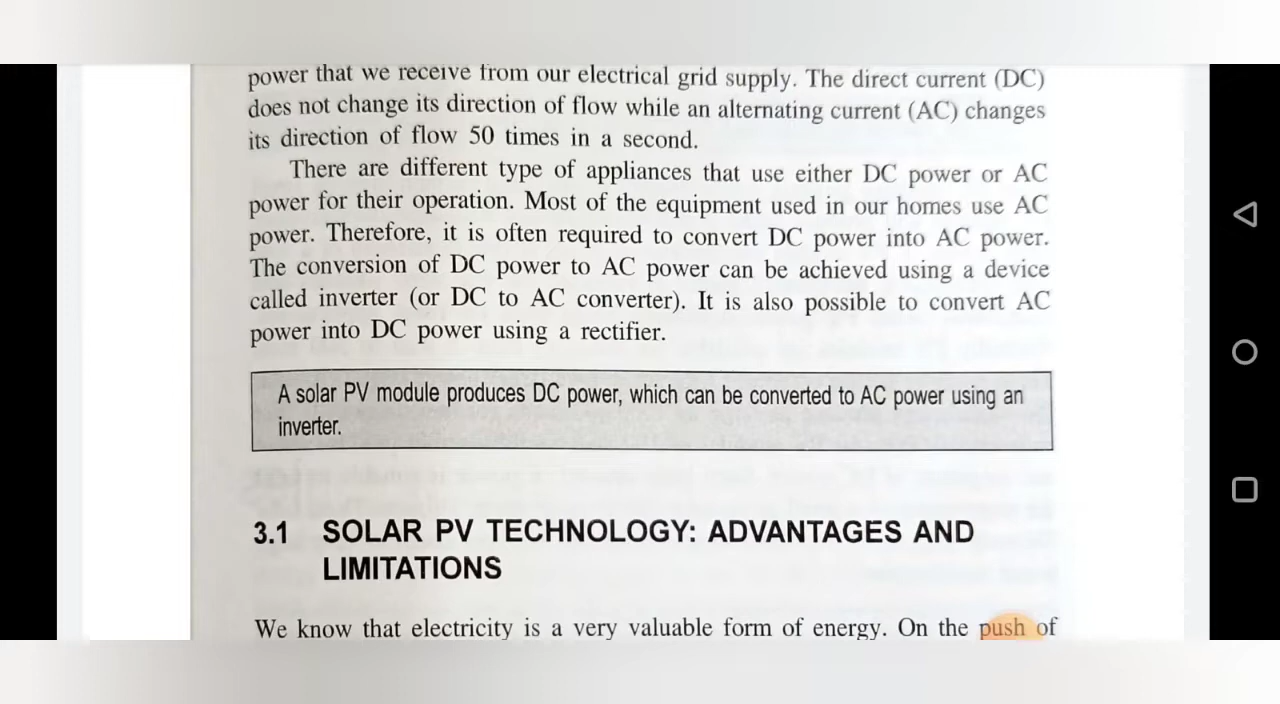 power that we receive from our electrical grid supply. The direct current (DC)
does not change its direction of flow while an alternating current (AC) changes
its direction of flow 50 times in a second.
There are different type of appliances that use either DC power or AC
power for their operation. Most of the equipment used in our homes use AC
power. Therefore, it is often required to convert DC power into AC power.
The conversion of DC power to AC power can be achieved using a device
called inverter (or DC to AC converter). It is also possible to convert AC
power into DC power using a rectifier.
A solar PV module produces DC power, which can be converted to AC power using an
inverter.
3.1 SOLAR PV TECHNOLOGY: ADVANTAGES AND
LIMITATIONS
We know that electricity is a very valuable form of energy. On the push of